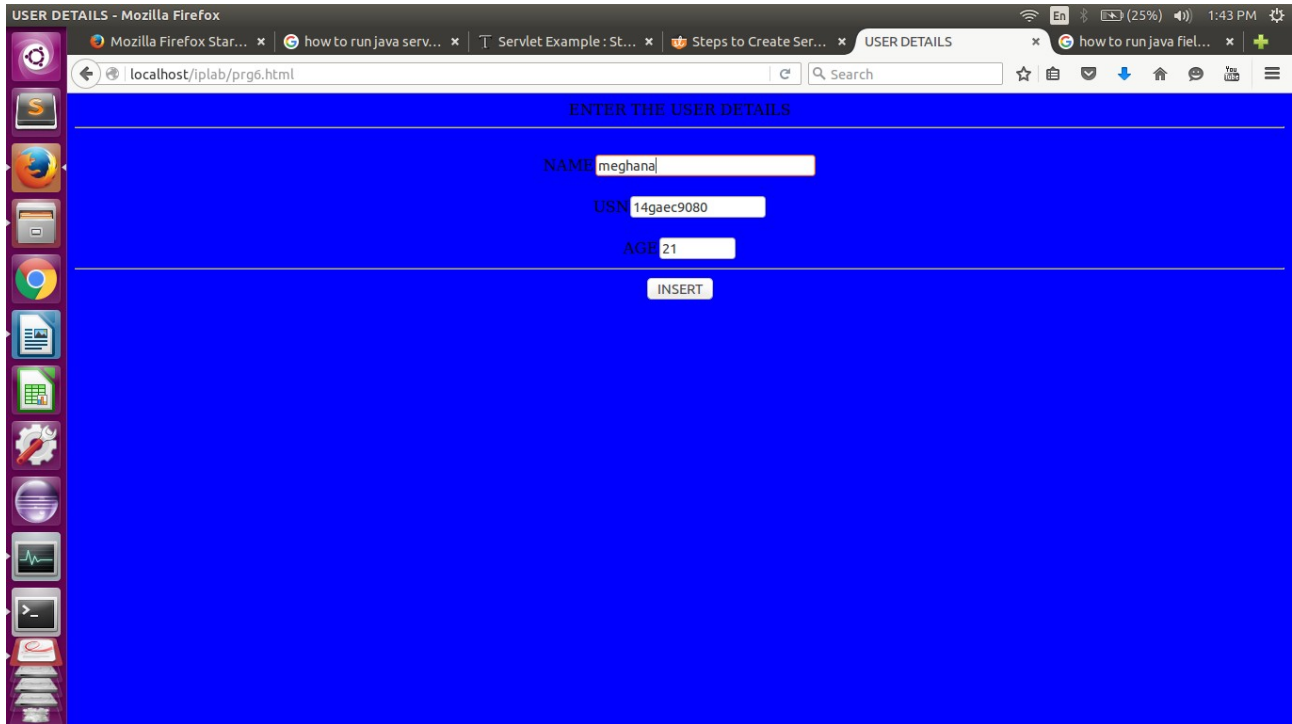 USER DETAILS - Mozilla Firefox
En
(25%)
1:43 PM
Mozilla Firefox Star...
how to run java serv...
Servlet Example : St...
Steps to Create Ser...
USER DETAILS
how to run java fiel...
localhost/iplab/prg6.html
Search
You Tube
ENTER THE USER DETAILS
NAME meghana
USN 14gaec9080
AGE 21
INSERT